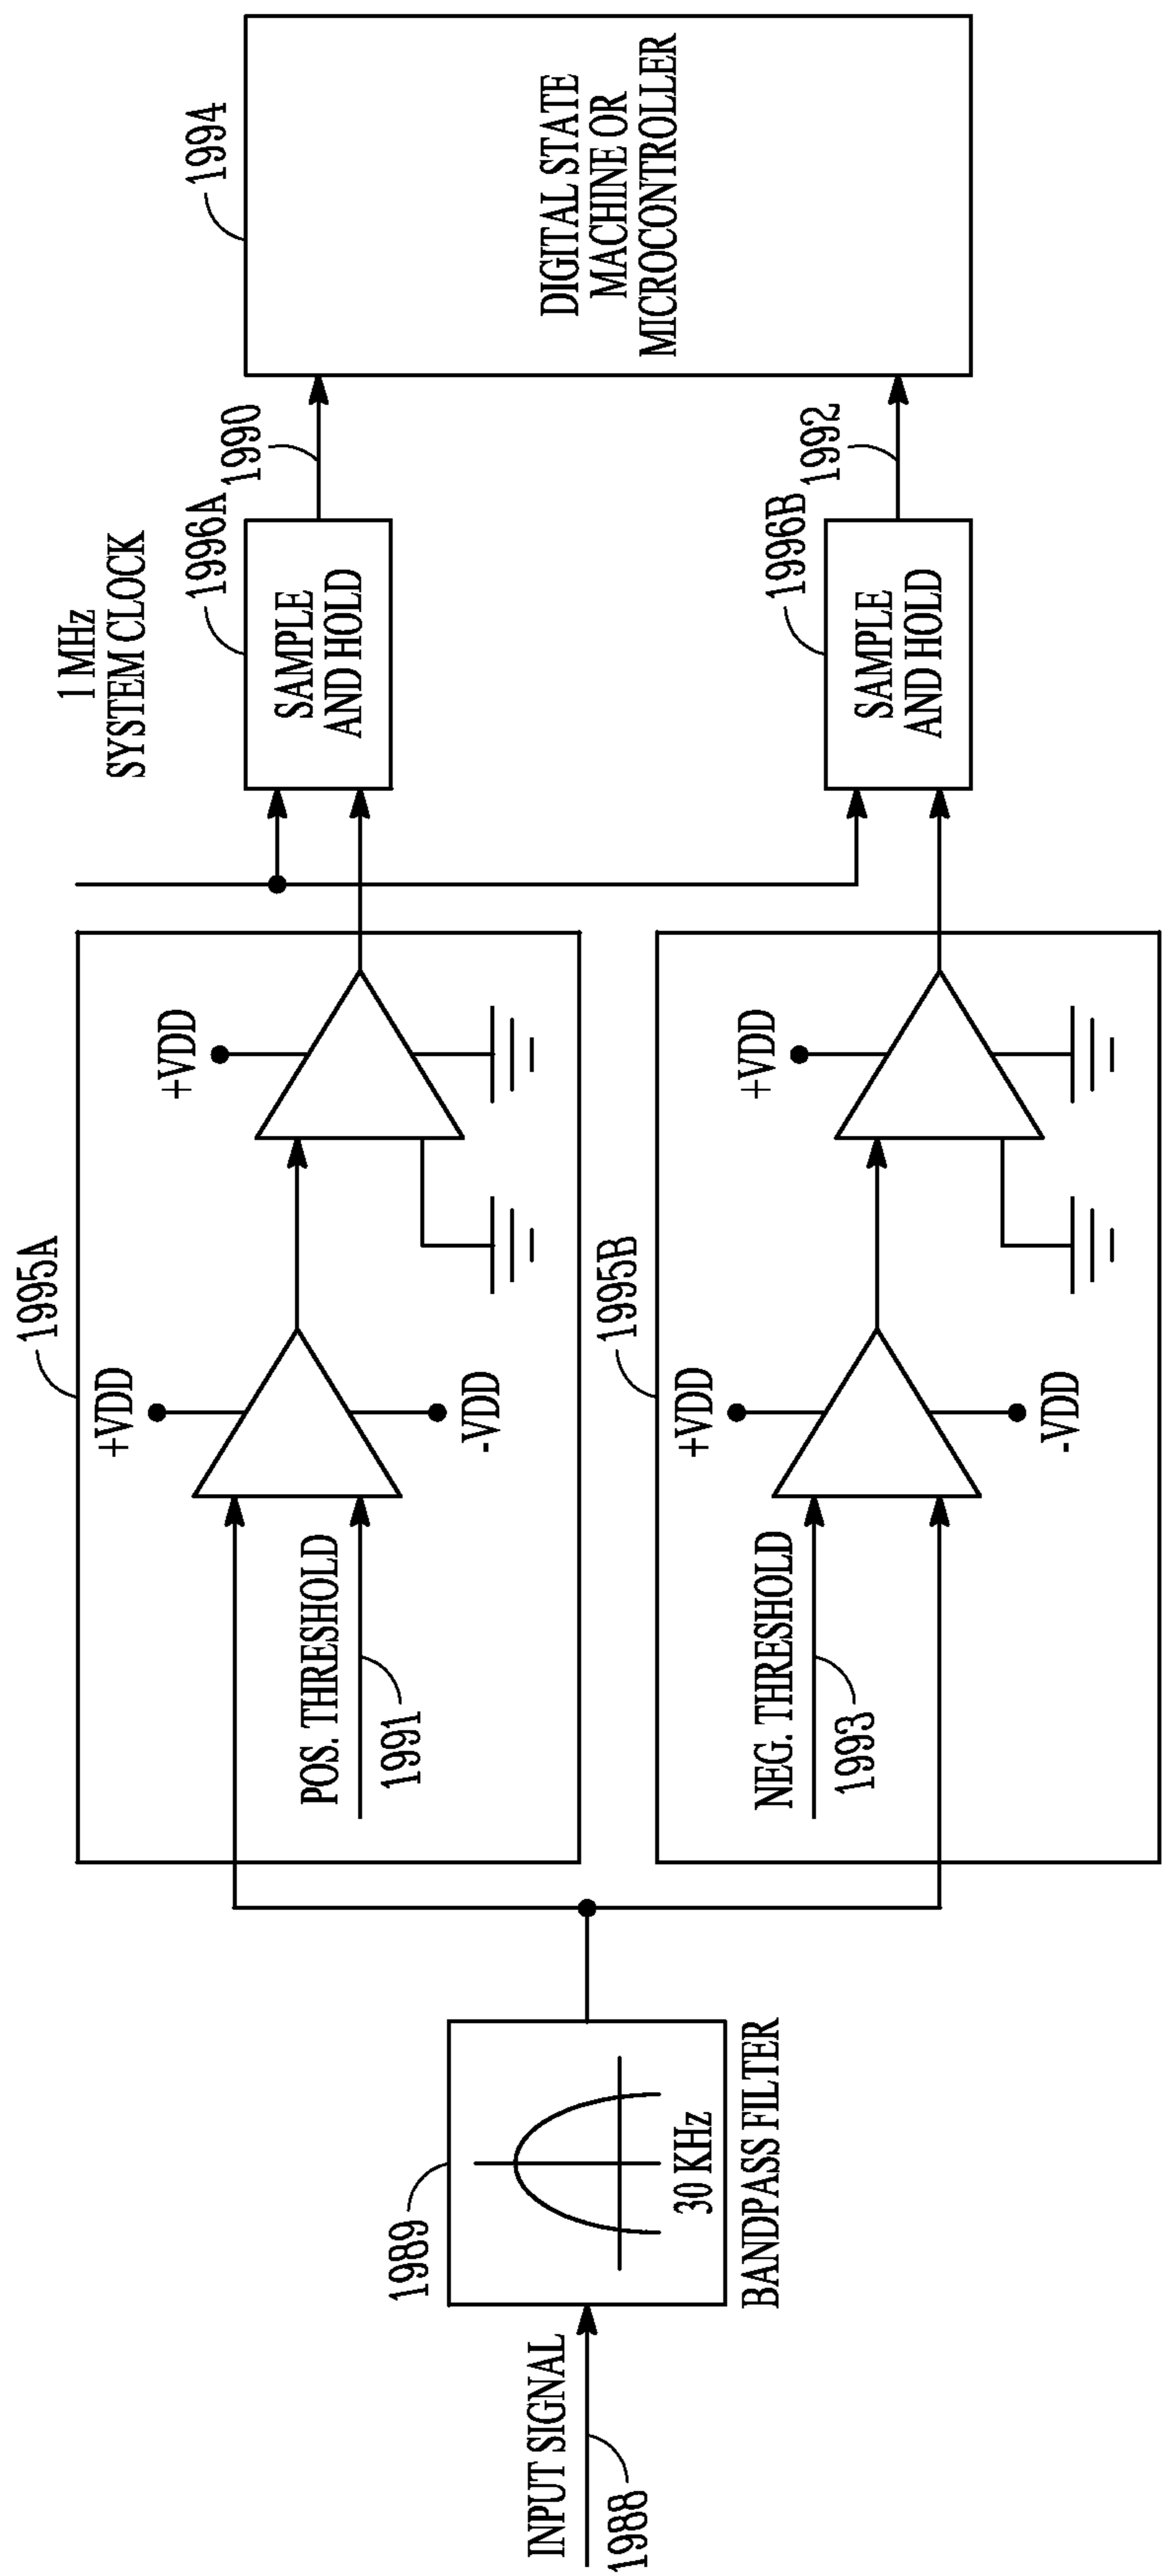 INPUT SIGNAL
1988
1989
30 KHz
BANDPASS FILTER
1995A
+VDD
POS. THRESHOLD
1991
-VDD
+VDD
1995B
+VDD
NEG. THRESHOLD
1993
-VDD
+VDD
1 MHz
SYSTEM CLOCK
1996A
SAMPLE
AND HOLD
1990
1996B
SAMPLE
AND HOLD
1992
1994
DIGITAL STATE
MACHINE OR
MICROCONTROLLER